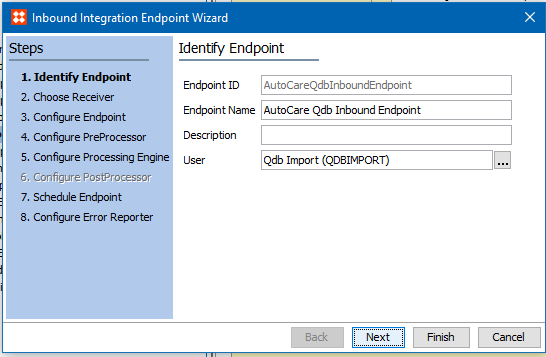 Inbound Integration Endpoint Wizard
Steps
1. Identify Endpoint
2. Choose Receiver
3. Configure Endpoint
4. Configure PreProcessor
5. Configure Processing Engine
6. Configure PostProcessor
7. Schedule Endpoint
8. Configure Error Reporter
Identify Endpoint
Endpoint ID AutoCareQdbInboundEndpoint
Endpoint Name AutoCare Qdb Inbound Endpoint
Description
User Qdb Import (QDBIMPORT) ...
Back Next Finish Cancel